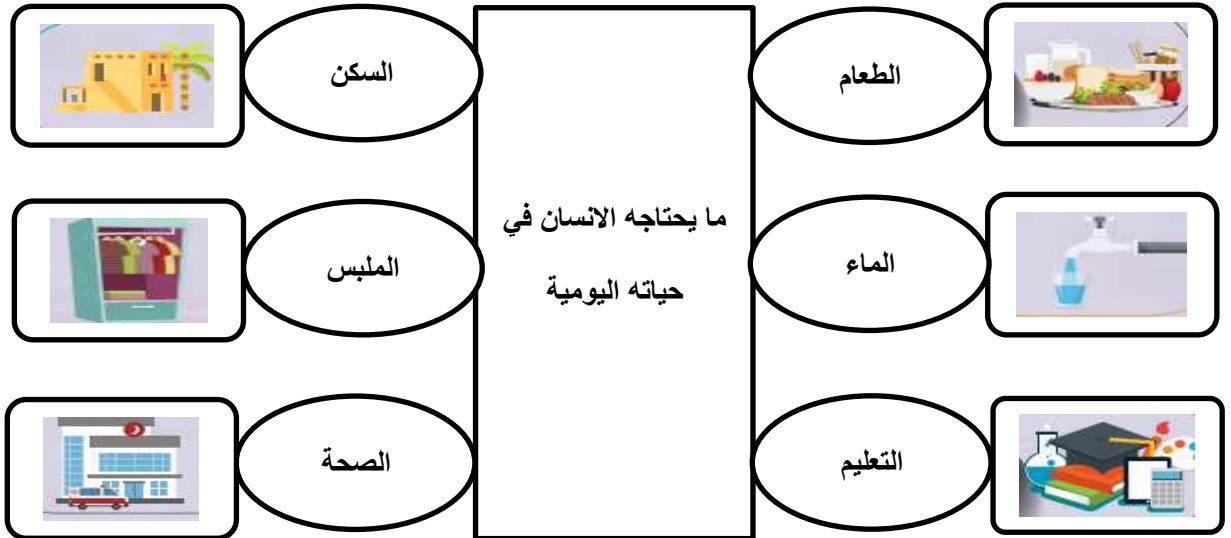 الطعام
السكن
ما يحتاجه الانسان في
حياته اليومية
الماء
الملبس
التعليم
الصحة